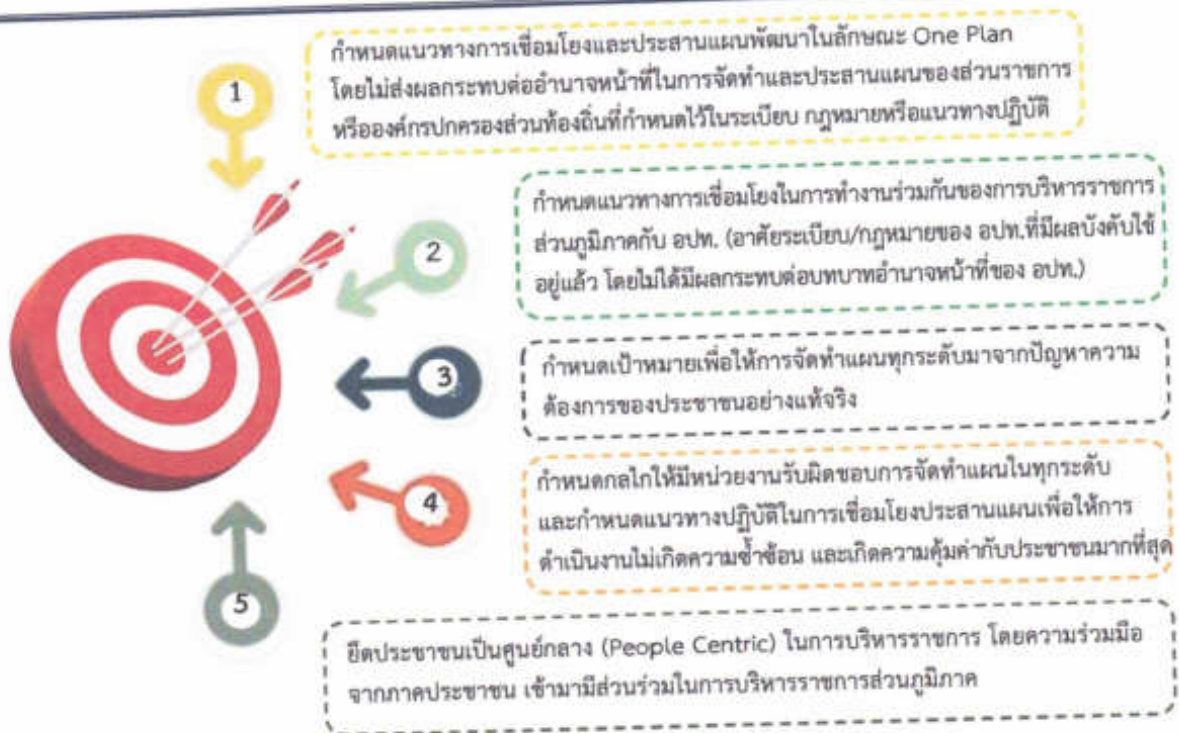 1
กำหนดแนวทางการเชื่อมโยงและประสานแผนพัฒนาในลักษณะ One Plan
โดยไม่ส่งผลกระทบต่ออำนาจหน้าที่ในการจัดทำและประสานแผนของส่วนราชการ
หรือองค์กรปกครองส่วนท้องถิ่นที่กำหนดไว้ในระเบียบ กฎหมายหรือแนวทางปฏิบัติ
2
กำหนดแนวทางการเชื่อมโยงในการทำงานร่วมกันของการบริหารราชการ
ส่วนภูมิภาคกับ อปท. (อาศัยระเบียบ/กฎหมายของ อปท.ที่มีผลบังคับใช้
อยู่แล้ว โดยไม่ได้มีผลกระทบต่อบทบาทอำนาจหน้าที่ของ อปท.)
3
กำหนดเป้าหมายเพื่อให้การจัดทำแผนทุกระดับมาจากปัญหาความ
ต้องการของประชาชนอย่างแท้จริง
4
กำหนดกลไกให้มีหน่วยงานรับผิดชอบการจัดทำแผนในทุกระดับ
และกำหนดแนวทางปฏิบัติในการเชื่อมโยงประสานแผนเพื่อให้การ
ดำเนินงานไม่เกิดความซ้ำซ้อน และเกิดความคุ้มค่ากับประชาชนมากที่สุด
5
ยึดประชาชนเป็นศูนย์กลาง (People Centric) ในการบริหารราชการ โดยความร่วมมือ
จากภาคประชาชน เข้ามามีส่วนร่วมในการบริหารราชการส่วนภูมิภาค